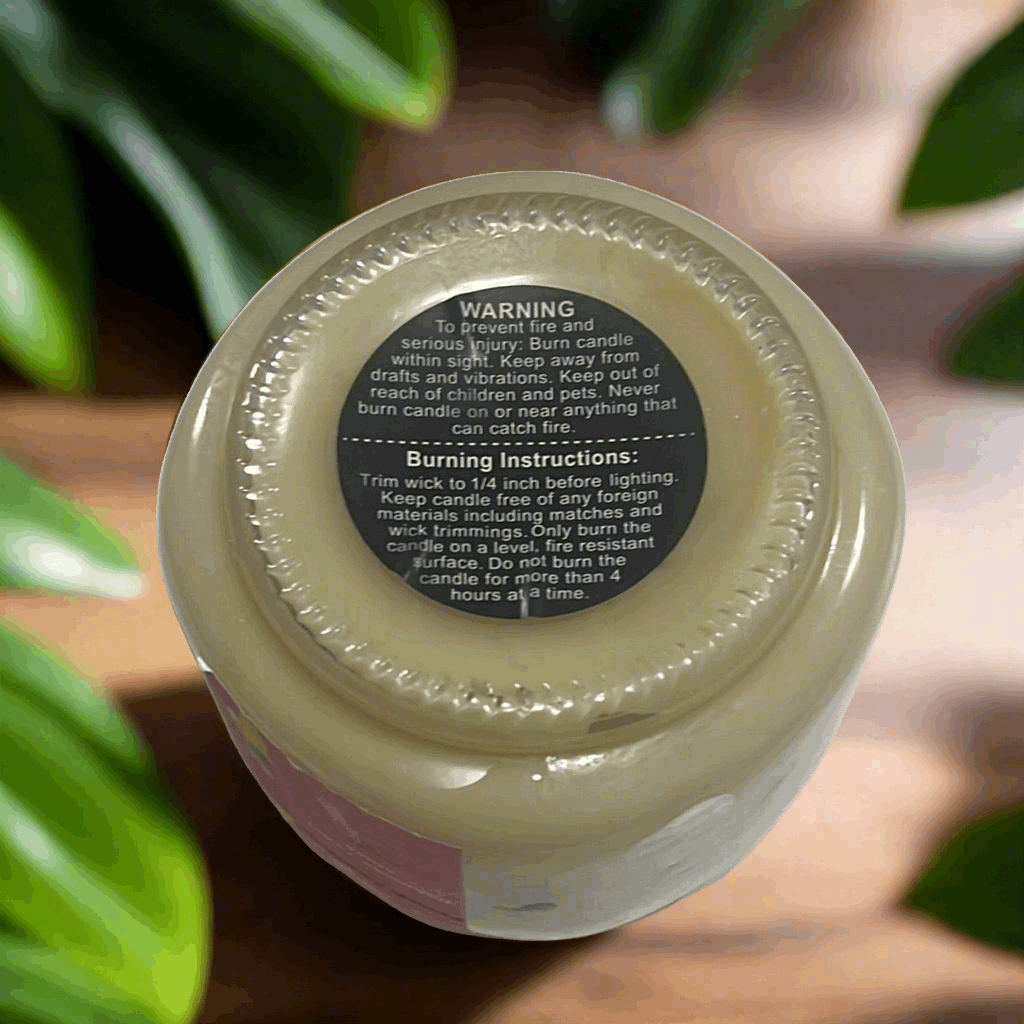 WARNING
To prevent fire and
serious injury: Burn candle
within sight. Keep away from
drafts and vibrations. Keep out of
reach of children and pets. Never
burn candle on or near anything that
can catch fire.
Burning Instructions:
Trim wick to 1/4 inch before lighting.
Keep candle free of any foreign
materials including matches and
wick trimmings. Only burn the
candle on a level, fire resistant
surface. Do not burn the
candle for more than 4
hours at a time.